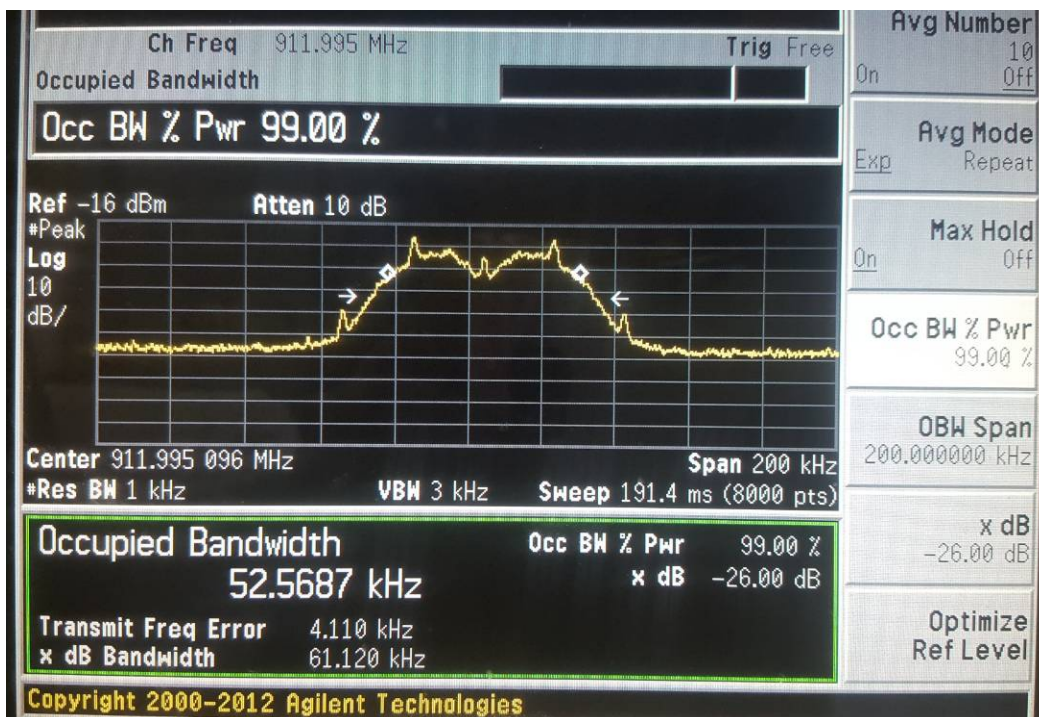 Ch Freq 911.995 MHz Trig Free
Occupied Bandwidth
Occ BW % Pwr 99.00 %
Ref -16 dBm Atten 10 dB
#Peak
Log
10
dB/
Center 911.995 096 MHz Span 200 kHz
#Res BW 1 kHz VBW 3 kHz Sweep 191.4 ms (8000 pts)
Occupied Bandwidth Occ BW % Pwr 99.00 %
52.5687 kHz x dB -26.00 dB
Transmit Freq Error 4.110 kHz
x dB Bandwidth 61.120 kHz
Copyright 2000-2012 Agilent Technologies
Avg Number
10
On Off
Avg Mode
Exp Repeat
Max Hold
On Off
Occ BW % Pwr
99.00 %
OBW Span
200.000000 kHz
x dB
-26.00 dB
Optimize
Ref Level